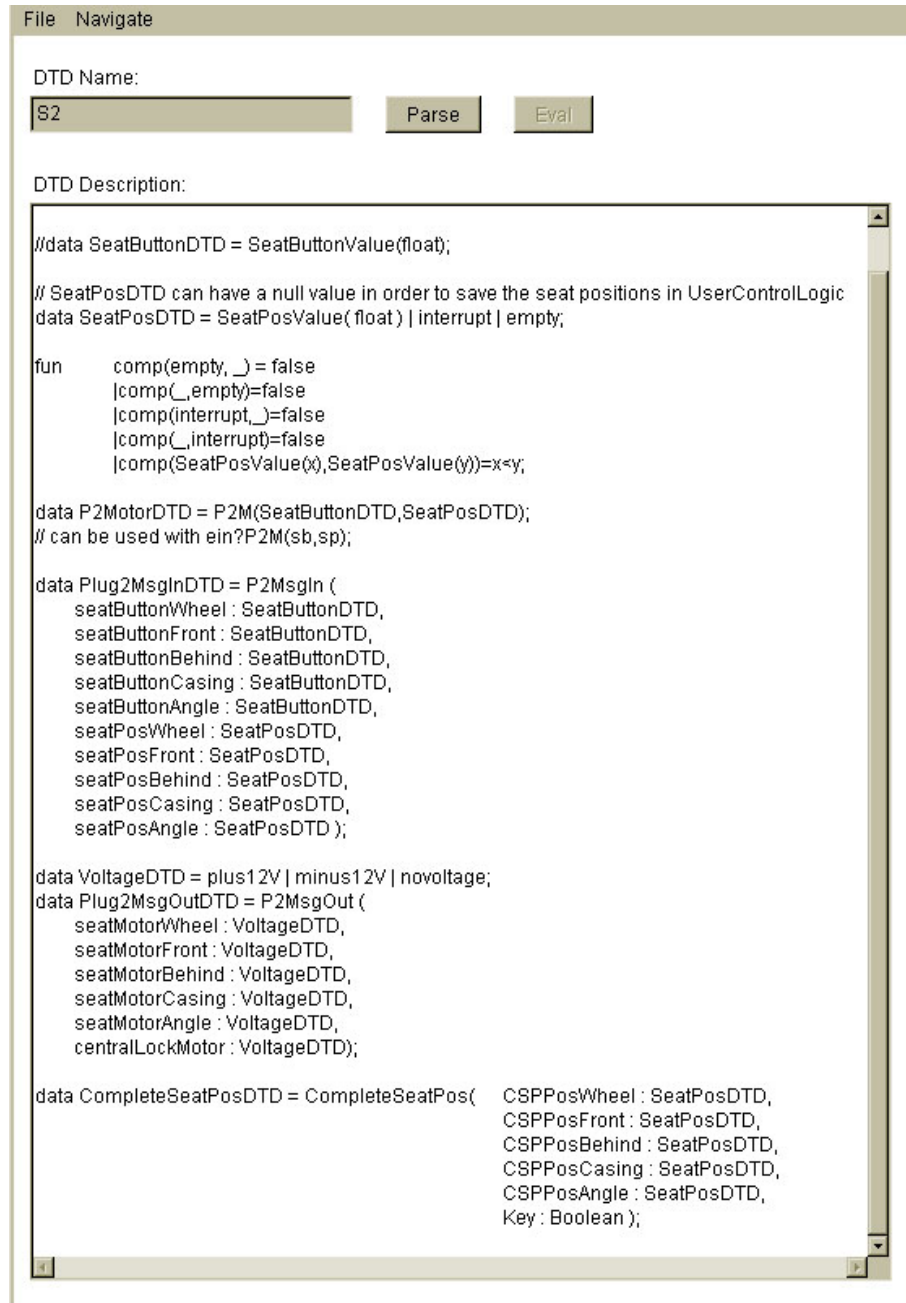 File Navigate
DTD Name:
S2 Parse Eval
DTD Description:
//data SeatButtonDTD = SeatButtonValue(float);
// SeatPosDTD can have a null value in order to save the seat positions in UserControlLogic
data SeatPosDTD = SeatPosValue( float ) | interrupt | empty;
fun comp(empty, _) = false
|comp(_,empty)=false
|comp(interrupt,_)=false
|comp(_,interrupt)=false
|comp(SeatPosValue(x),SeatPosValue(y))=x<y;
data P2MotorDTD = P2M(SeatButtonDTD,SeatPosDTD);
// can be used with ein?P2M(sb,sp);
data Plug2MsgInDTD = P2MsgIn (
seatButtonWheel : SeatButtonDTD,
seatButtonFront : SeatButtonDTD,
seatButtonBehind : SeatButtonDTD,
seatButtonCasing : SeatButtonDTD,
seatButtonAngle : SeatButtonDTD,
seatPosWheel : SeatPosDTD,
seatPosFront : SeatPosDTD,
seatPosBehind : SeatPosDTD,
seatPosCasing : SeatPosDTD,
seatPosAngle : SeatPosDTD );
data VoltageDTD = plus12V | minus12V | novoltage;
data Plug2MsgOutDTD = P2MsgOut (
seatMotorWheel : VoltageDTD,
seatMotorFront : VoltageDTD,
seatMotorBehind : VoltageDTD,
seatMotorCasing : VoltageDTD,
seatMotorAngle : VoltageDTD,
centralLockMotor : VoltageDTD);
data CompleteSeatPosDTD = CompleteSeatPos( CSPPosWheel : SeatPosDTD,
CSPPosFront : SeatPosDTD,
CSPPosBehind : SeatPosDTD,
CSPPosCasing : SeatPosDTD,
CSPPosAngle : SeatPosDTD,
Key : Boolean );